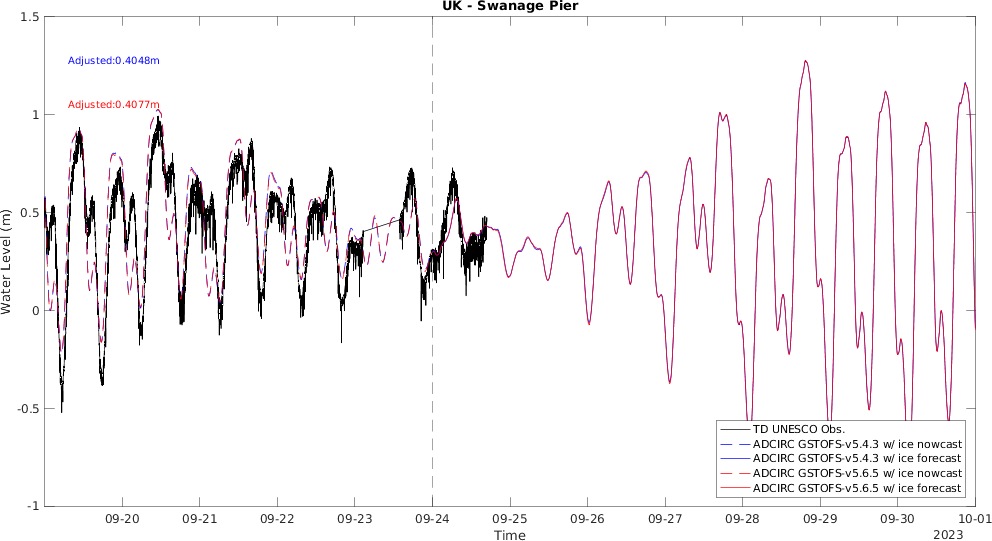 UK - Swanage Pier
1.5
1
0.5
0
-0.5
-1
Water Level (m)
Adjusted:0.4048m
Adjusted:0.4077m
TD UNESCO Obs.
ADCIRC GSTOFS-v5.4.3 w/ ice nowcast
ADCIRC GSTOFS-v5.4.3 w/ ice forecast
ADCIRC GSTOFS-v5.6.5 w/ ice nowcast
ADCIRC GSTOFS-v5.6.5 w/ ice forecast
09-20 09-21 09-22 09-23 09-24 09-25 09-26 09-27 09-28 09-29 09-30 10-01
Time
2023